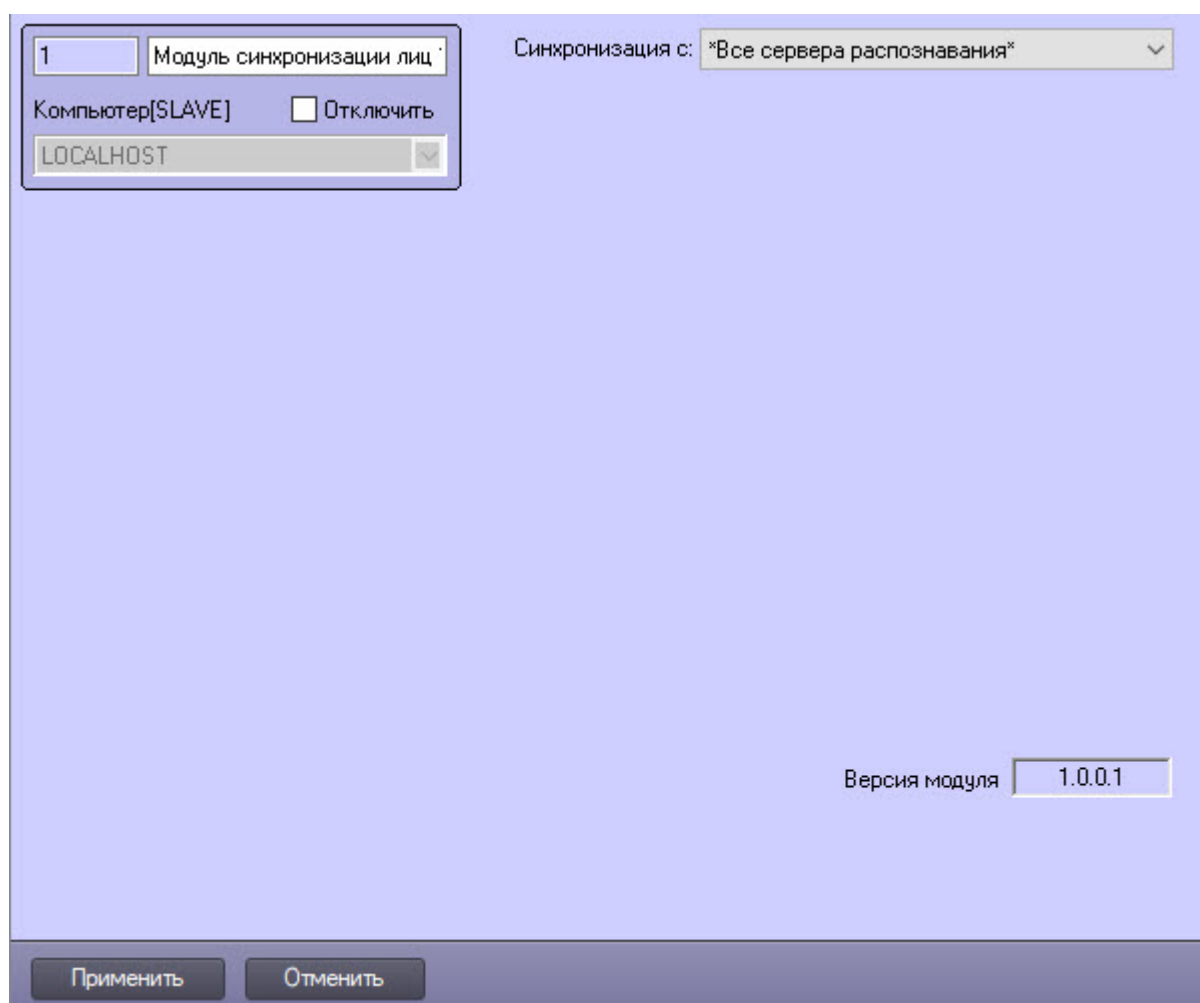 1 Модуль синхронизации лиц Синхронизация с: *Все сервера распознавания*
Компьютер[SLAVE] Отключить
LOCALHOST
Версия модуля 1.0.0.1
Применить Отменить